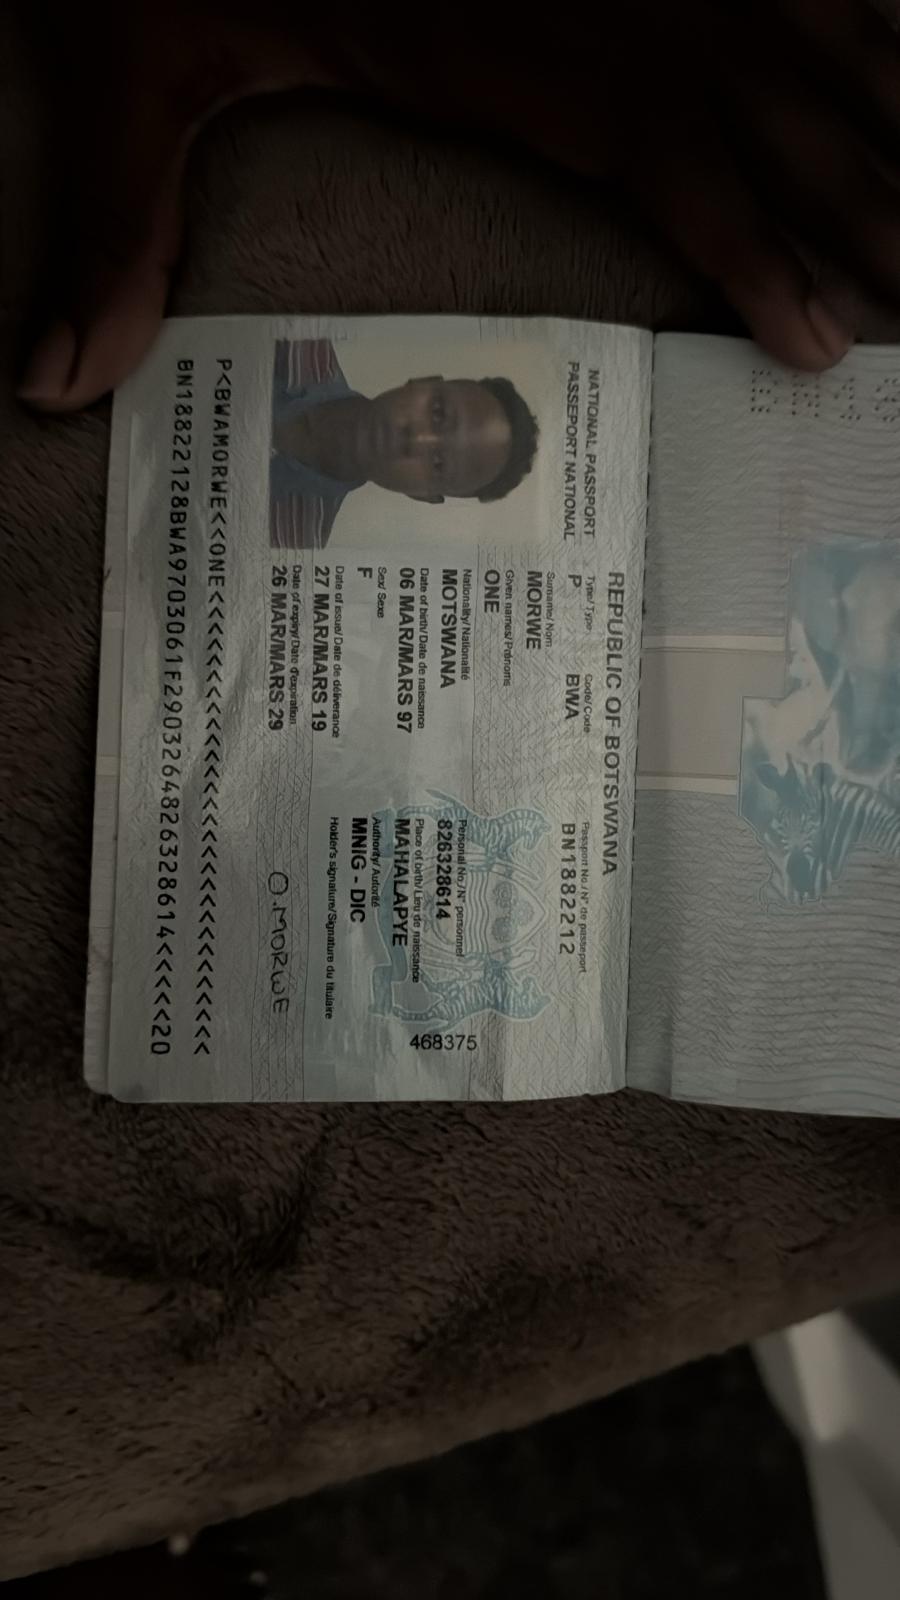 REPUBLIC OF BOTSWANA
NATIONAL PASSPORT
PASSEPORT NATIONAL
Type/ Type
P
Code/ Code
BWA
Passport No./ N° de passeport
BN1882212
Surname/ Nom
MORWE
Given names/ Prénoms
ONE
Nationality/ Nationalité
MOTSWANA
Date of birth/ Date de naissance
06 MAR/MARS 97
Sex/ Sexe
F
Date of issue/ Date de déliverance
27 MAR/MARS 19
Date of expiry/ Date d'expiration
26 MAR/MARS 29
Personal No./ N° personnel
826328614
Place of birth/ Lieu de naissance
MAHALAPYE
Authority/ Autorité
MNIG - DIC
Holder's signature/ Signature du titulaire
O.MORWE
468375
P<BWAMORWE<<ONE<<<<<<<<<<<<<<<<<<<<<<<<<<<<<
BN18822128BWA9703061F2903264826328614<<<<<20